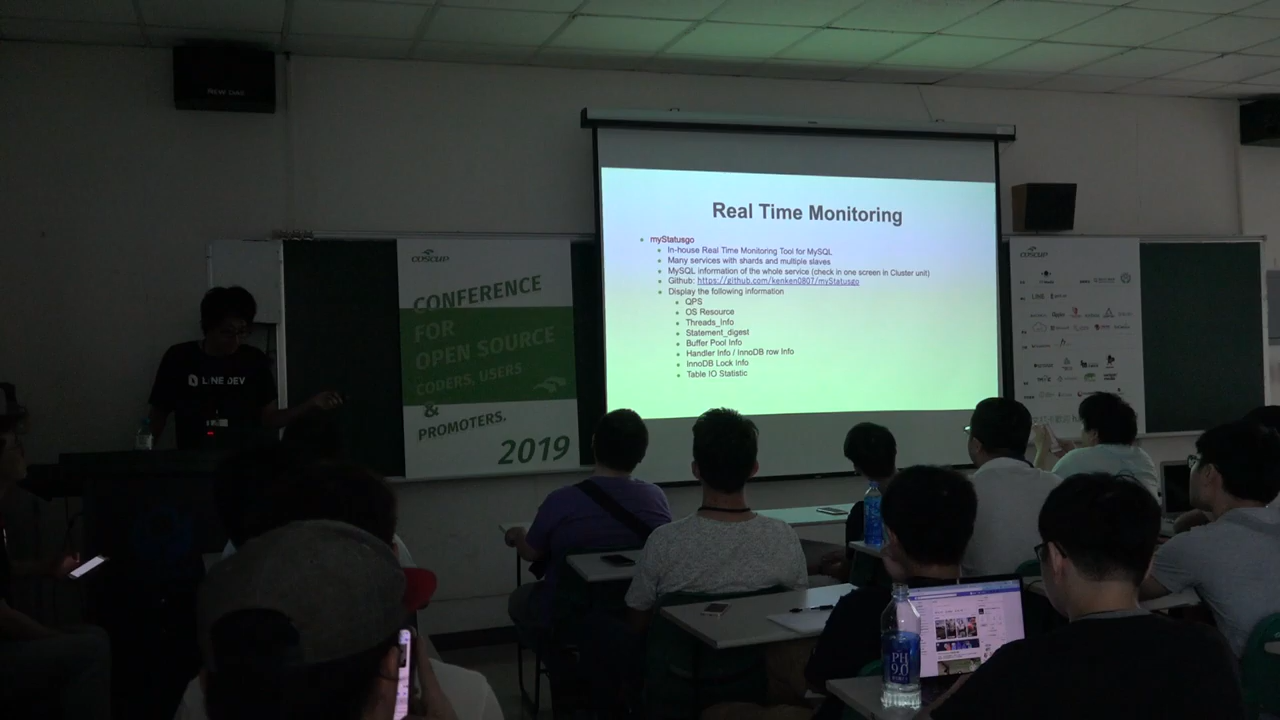 Real Time Monitoring
myStatusgo
In-house Real Time Monitoring Tool for MySQL
Many services with shards and multiple slaves
MySQL information of the whole service (check in one screen in Cluster unit)
Github: https://github.com/kenken0807/myStatusgo
Display the following information
QPS
OS Resource
Threads_Info
Statement_digest
Buffer Pool Info
Handler Info / InnoDB row Info
InnoDB Lock Info
Table IO Statistic
COSCUP
CONFERENCE
FOR
OPEN SOURCE
CODERS, USERS
&
PROMOTERS.
2019
LINE DEV
COSCUP
LINE
PH
9.0